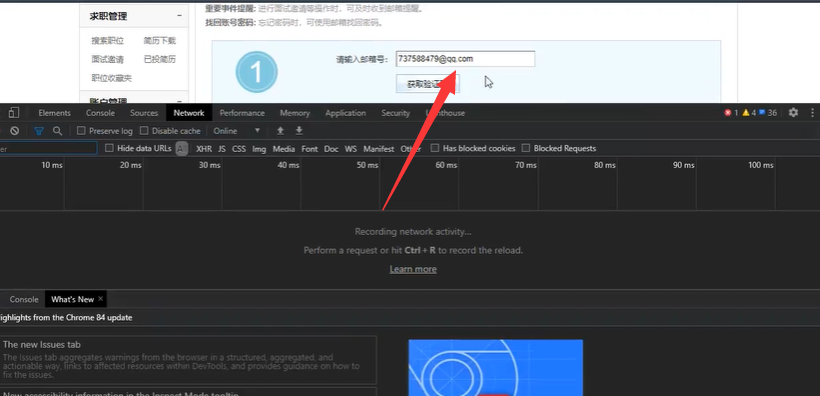 求职管理 −
重要事件提醒: 进行面试邀请等操作时，可及时收到邮箱提醒。
找回账号密码: 忘记密码时，可使用邮箱找回密码。
搜索职位 简历下载
面试邀请 已投简历
职位收藏夹
账户管理
1
请输入邮箱号: 737588479@qq.com
获取验证
Elements Console Sources Network Performance Memory Application Security Lighthouse 1 4 36
Preserve log Disable cache Online
Hide data URLs All XHR JS CSS Img Media Font Doc WS Manifest Other Has blocked cookies Blocked Requests
10 ms 20 ms 30 ms 40 ms 50 ms 60 ms 70 ms 80 ms 90 ms 100 ms
Recording network activity...
Perform a request or hit Ctrl + R to record the reload.
Learn more
Console What's New ×
ighlights from the Chrome 84 update
The new Issues tab
The Issues tab aggregates warnings from the browser in a structured, aggregated, and
actionable way, links to affected resources within DevTools, and provides guidance on how to
fix the issues.
New accessibility information in the Inspect Mode tooltip